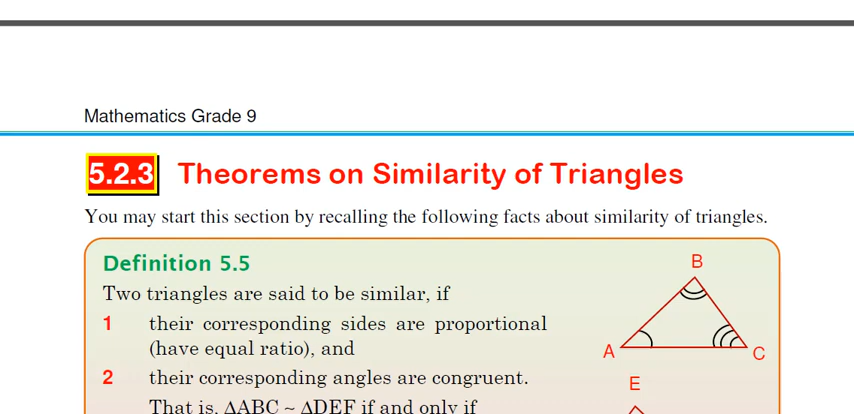 Mathematics Grade 9
5.2.3 Theorems on Similarity of Triangles
You may start this section by recalling the following facts about similarity of triangles.
Definition 5.5
Two triangles are said to be similar, if
1 their corresponding sides are proportional
(have equal ratio), and
2 their corresponding angles are congruent.
That is, ΔABC ~ ΔDEF if and only if
B
A
C
E